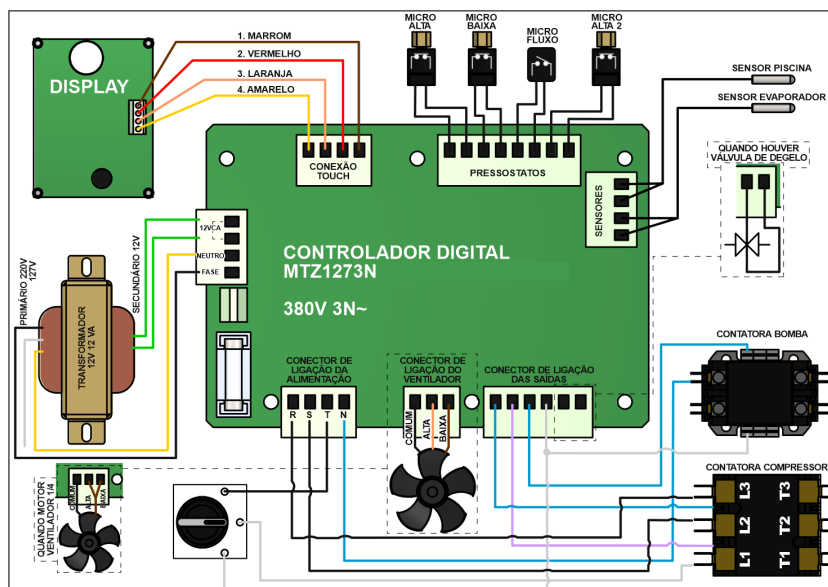 MICRO
ALTA
MICRO
BAIXA
MICRO
FLUXO
MICRO
ALTA 2
1. MARROM
2. VERMELHO
3. LARANJA
4. AMARELO
DISPLAY
SENSOR PISCINA
SENSOR EVAPORADOR
CONEXÃO
TOUCH
PRESSOSTATOS
SENSORES
QUANDO HOUVER
VÁLVULA DE DEGELO
12VCA
NEUTRO
FASE
CONTROLADOR DIGITAL
MTZ1273N
380V 3N~
PRIMÁRIO 220V
127V
SECUNDÁRIO 12V
TRANSFORMADOR
12V 12 VA
CONECTOR DE
LIGAÇÃO DA
ALIMENTAÇÃO
R S T N
CONECTOR DE
LIGAÇÃO DO
VENTILADOR
COMUM
ALTA
BAIXA
CONECTOR DE LIGAÇÃO
DAS SAÍDAS
CONTATORA BOMBA
CONTATORA COMPRESSOR
L3 T3
L2 T2
L1 T1
QUANDO MOTOR
VENTILADOR 1/4
COMUM
ALTA
BAIXA